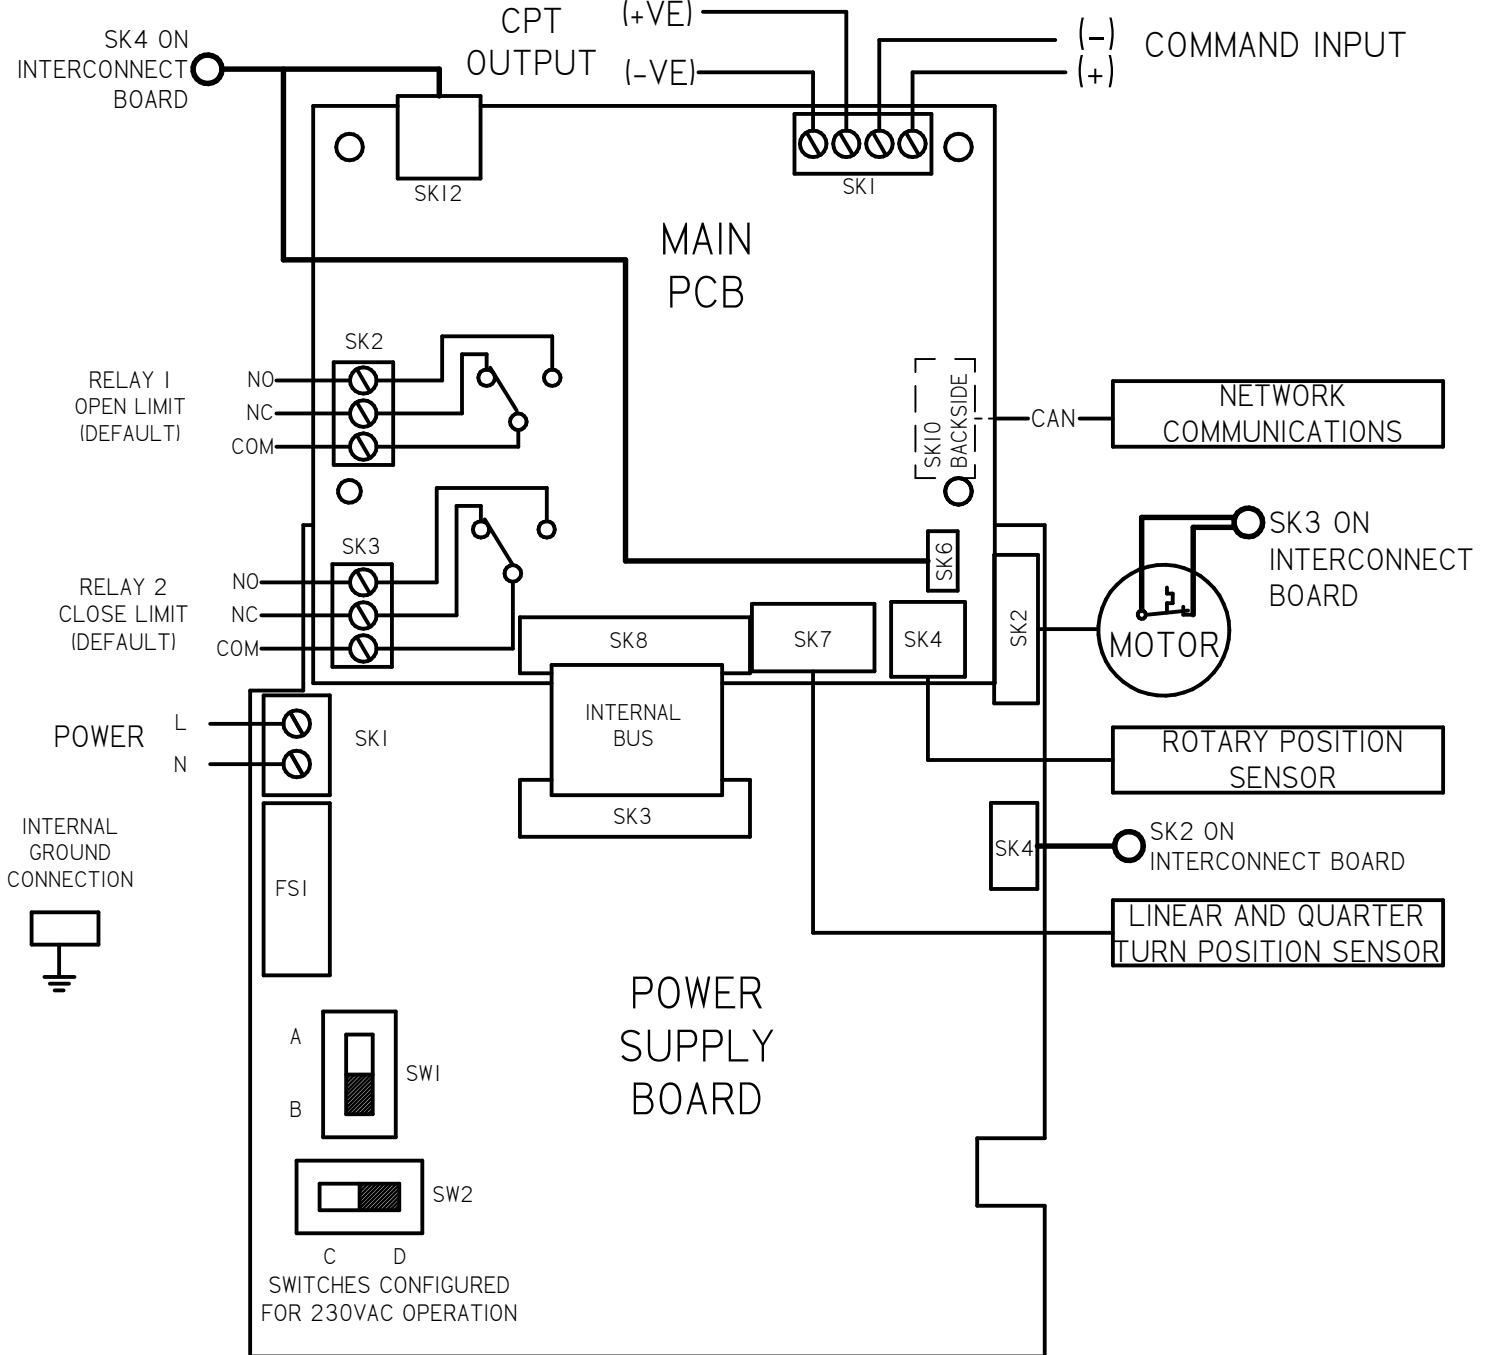 CPT
OUTPUT
(+VE)
(-VE)
(-)
(+)
COMMAND INPUT
SK4 ON
INTERCONNECT
BOARD
SK12
SK1
MAIN
PCB
SK2
RELAY 1
OPEN LIMIT
(DEFAULT)
NO
NC
COM
SK10
BACKSIDE
CAN
NETWORK
COMMUNICATIONS
SK3 ON
INTERCONNECT
BOARD
SK3
RELAY 2
CLOSE LIMIT
(DEFAULT)
NO
NC
COM
SK6
SK8
SK7
SK4
SK2
MOTOR
INTERNAL
BUS
POWER
L
N
SK1
ROTARY POSITION
SENSOR
SK3
SK4
SK2 ON
INTERCONNECT BOARD
INTERNAL
GROUND
CONNECTION
FS1
LINEAR AND QUARTER
TURN POSITION SENSOR
POWER
SUPPLY
BOARD
A
B
SW1
SW2
C D
SWITCHES CONFIGURED
FOR 230VAC OPERATION